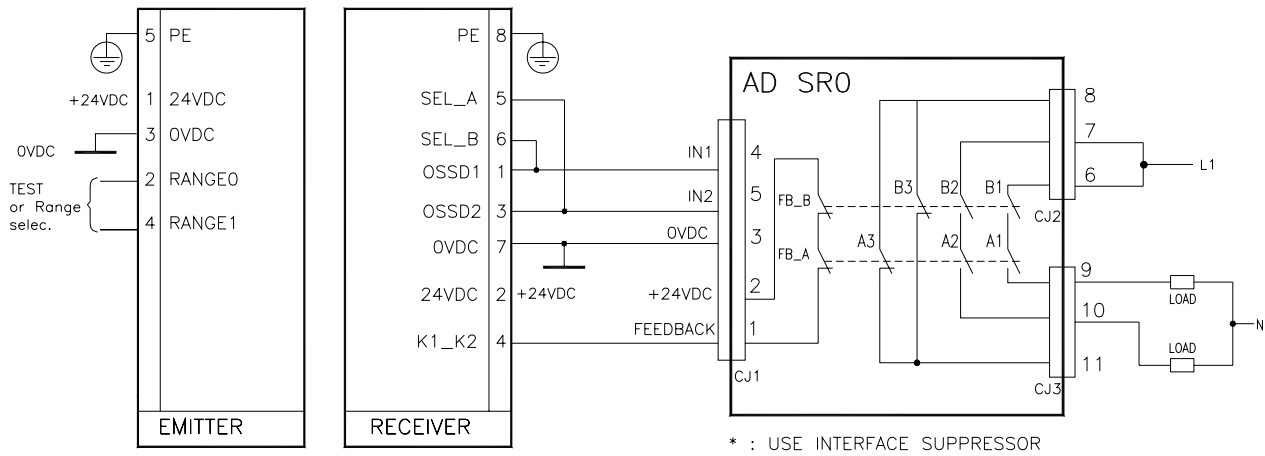 5 PE
+24VDC 1 24VDC
3 0VDC
0VDC
2 RANGE0
TEST
or Range
selec.
4 RANGE1
EMITTER
PE 8
SEL_A 5
SEL_B 6
OSSD1 1
OSSD2 3
0VDC 7
24VDC 2 +24VDC
K1_K2 4
RECEIVER
AD SR0
IN1 4
IN2 5
0VDC 3
+24VDC 2
FEEDBACK 1
CJ1
FB_B
FB_A
B3 B2 B1
A3 A2 A1
8
7
6
CJ2
L1
9
10
11
CJ3
LOAD
LOAD
N
* : USE INTERFACE SUPPRESSOR